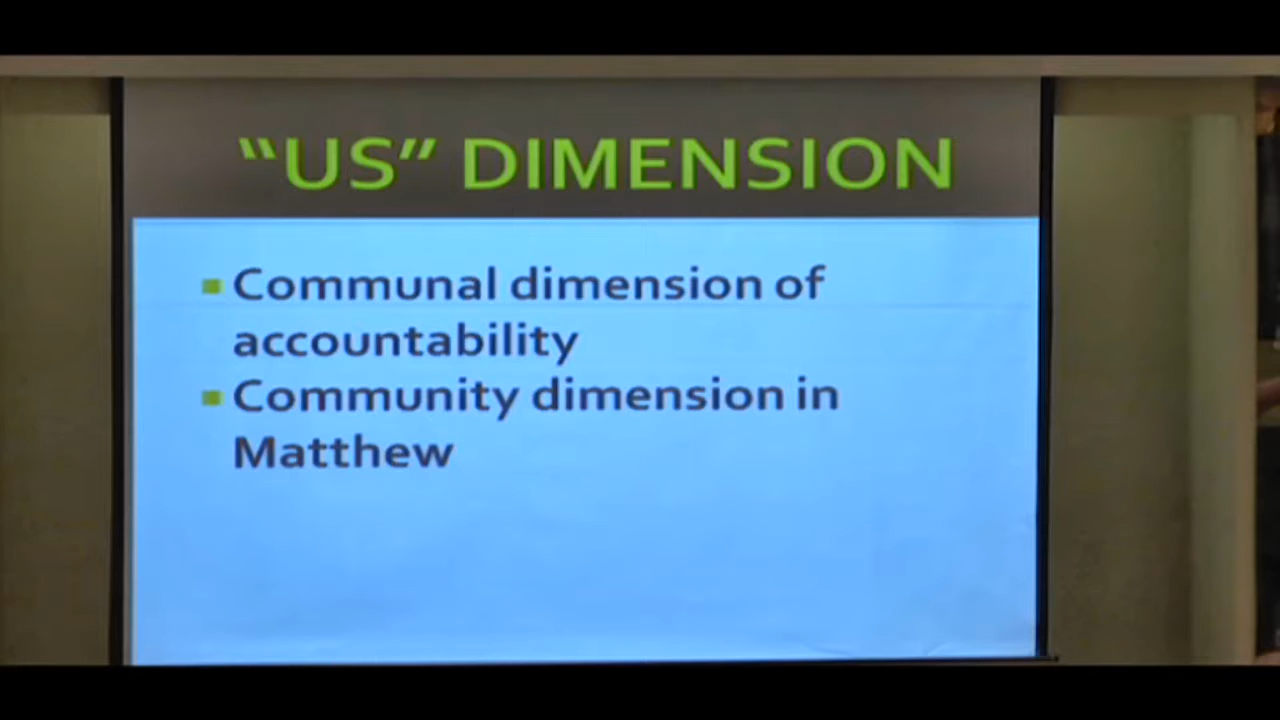 “US” DIMENSION
Communal dimension of
accountability
Community dimension in
Matthew